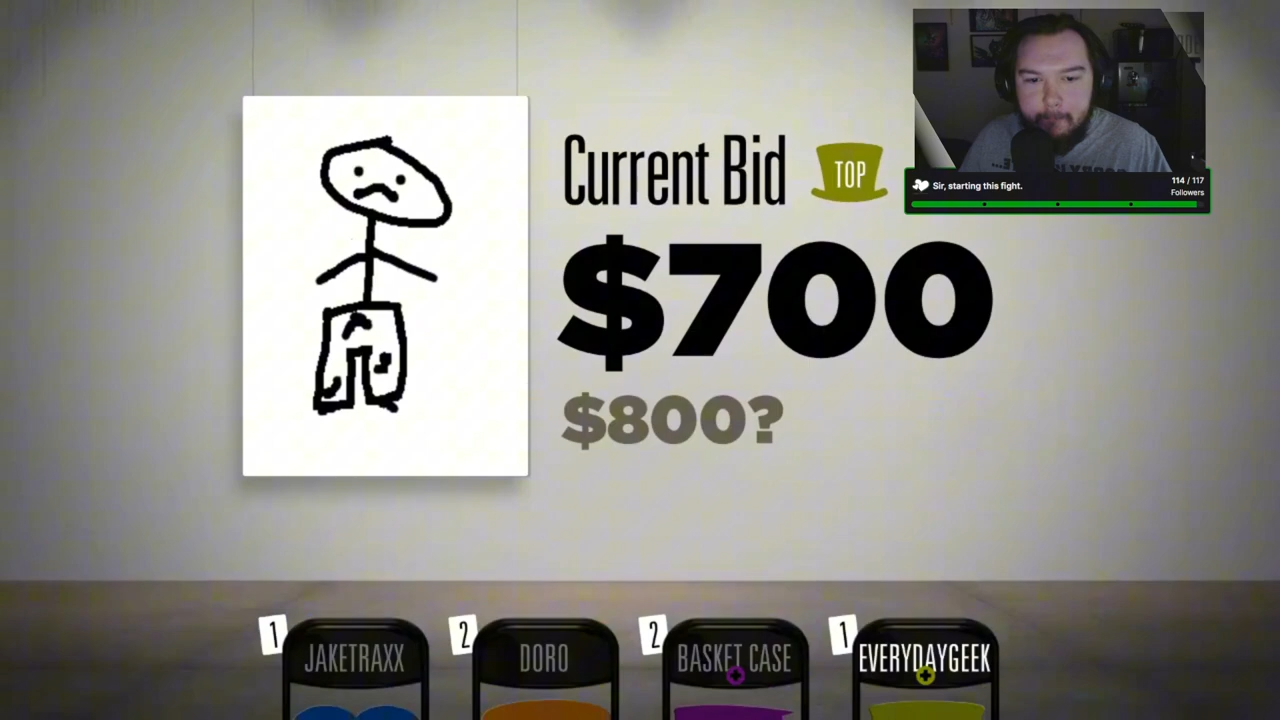 Current Bid
TOP
$700
$800?
Sir, starting this fight.
114 / 117
Followers
1
JAKETRAXX
2
DORO
2
BASKET CASE
1
EVERYDAYGEEK